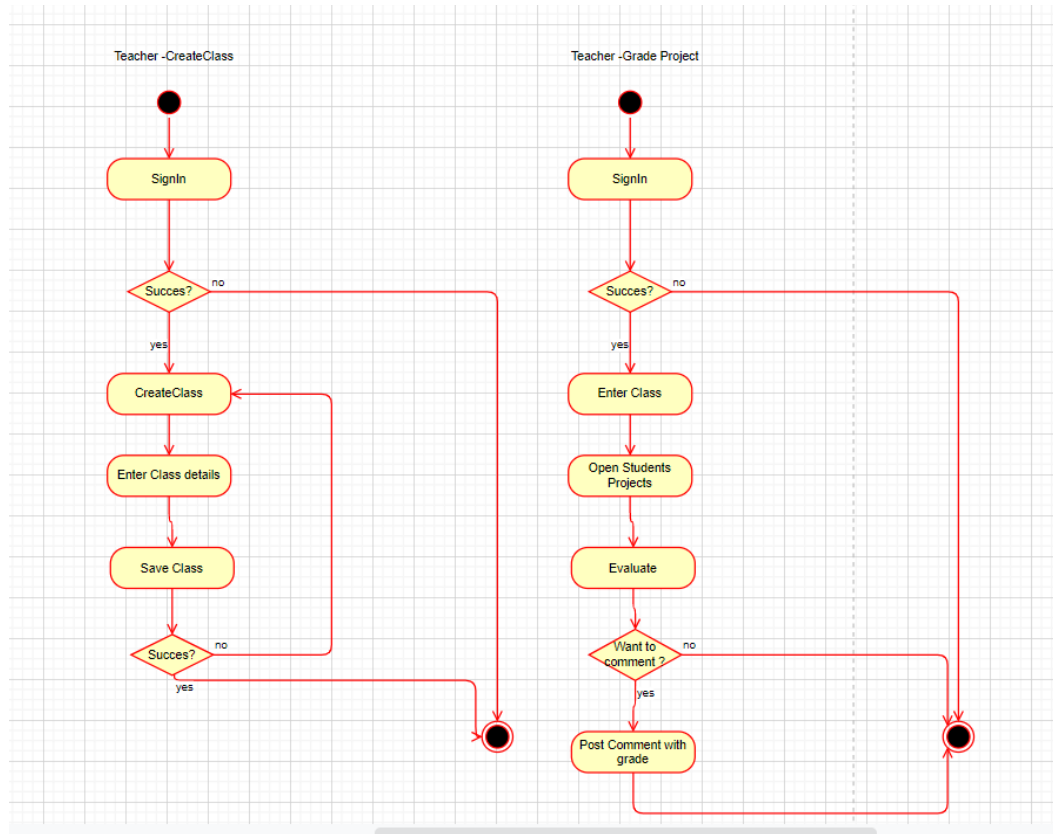 Teacher -CreateClass
SignIn
Succes?
no
yes
CreateClass
Enter Class details
Save Class
Succes?
no
yes
Teacher -Grade Project
SignIn
Succes?
no
yes
Enter Class
Open Students
Projects
Evaluate
Want to
comment ?
no
yes
Post Comment with
grade